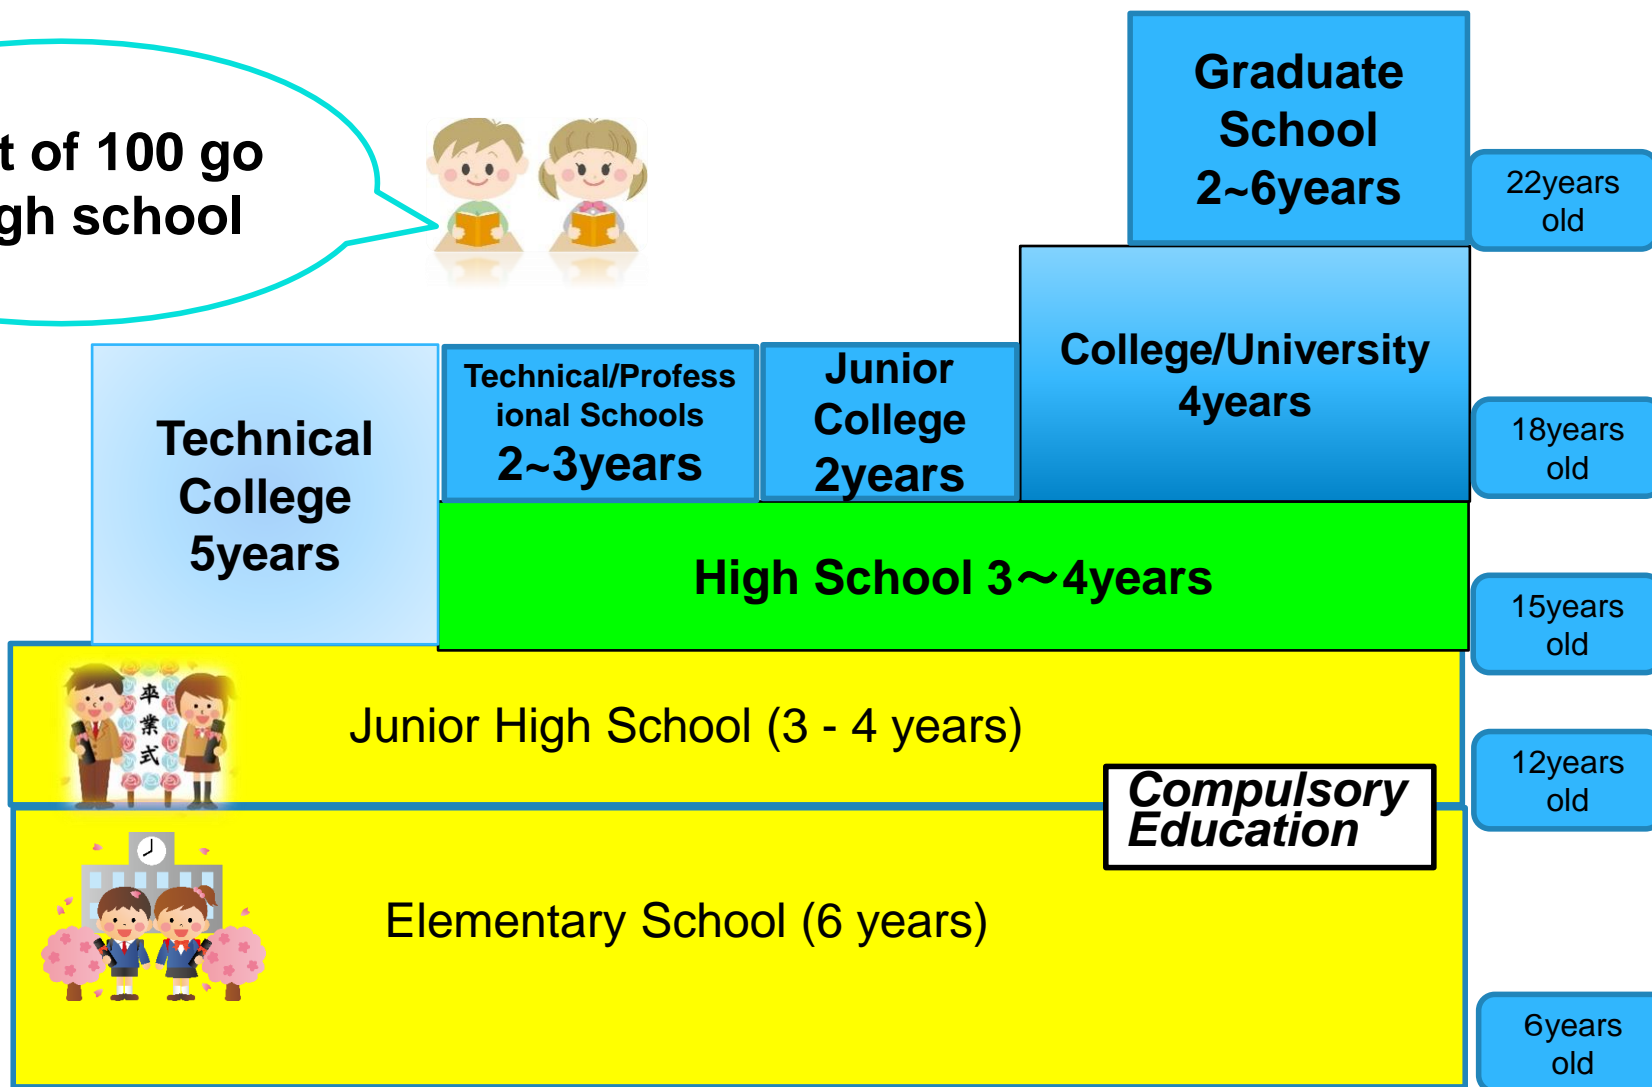 t of 100 go
gh school
Graduate
School
2~6years
22years
old
College/University
4years
Technical/Profess
ional Schools
2~3years
Junior
College
2years
18years
old
Technical
College
5years
High School 3～4years
15years
old
卒
業
式
Junior High School (3 - 4 years)
12years
old
Compulsory
Education
Elementary School (6 years)
6years
old